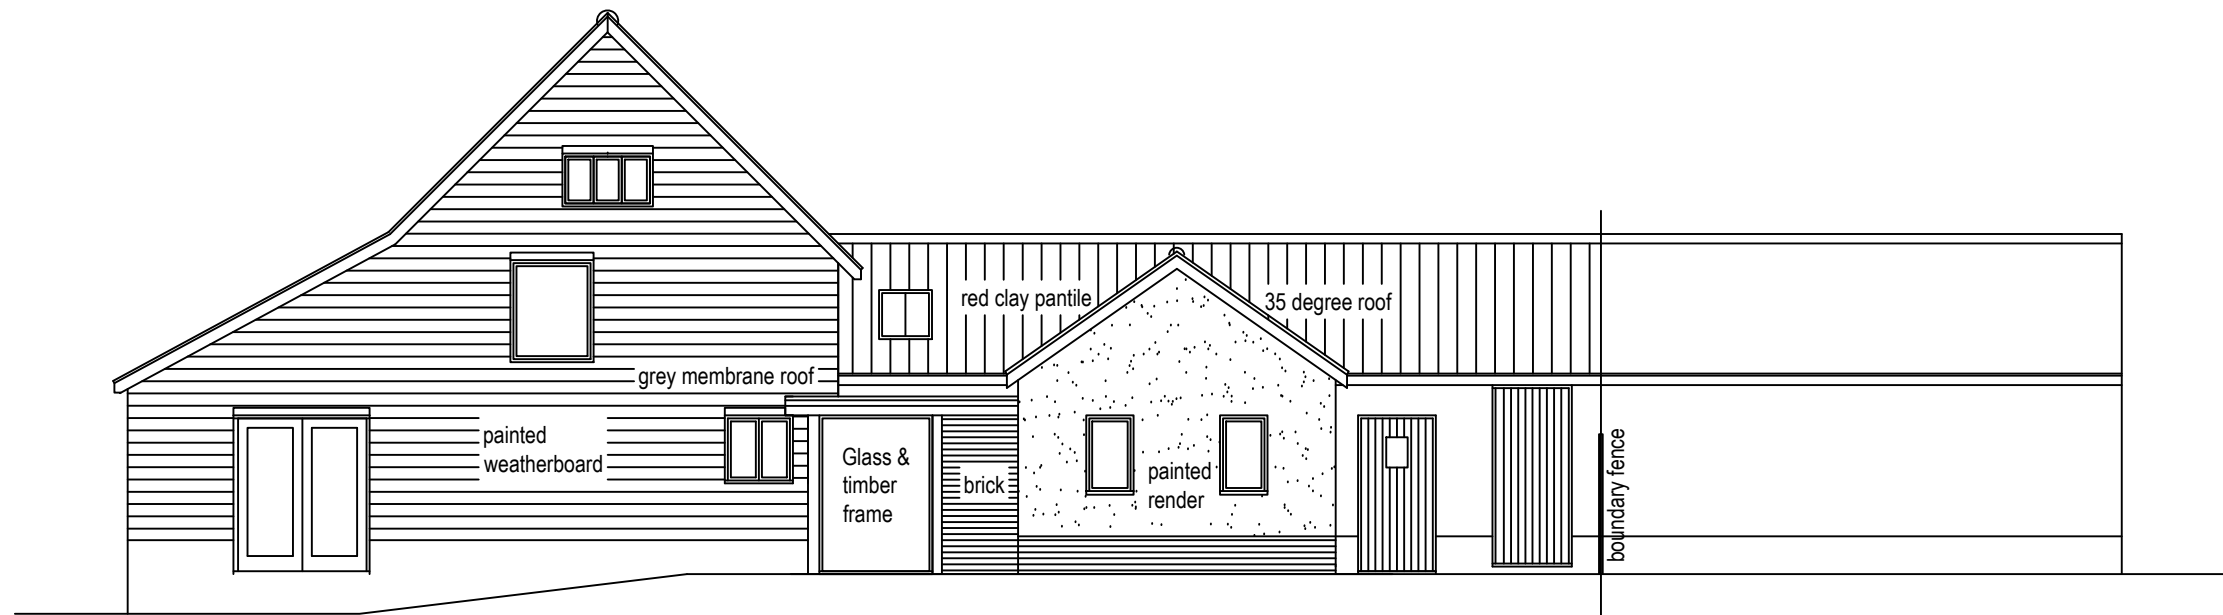 red clay pantile
35 degree roof
grey membrane roof
painted
weatherboard
Glass &
timber
frame
brick
painted
render
boundary fence